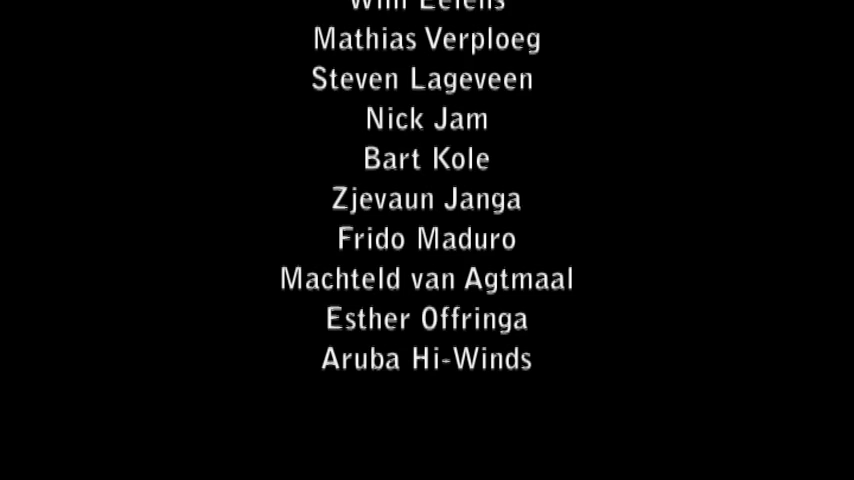 Mathias Verploeg
Steven Lageveen
Nick Jam
Bart Kole
Zjevaun Janga
Frido Maduro
Machteld van Agtmaal
Esther Offringa
Aruba Hi-Winds